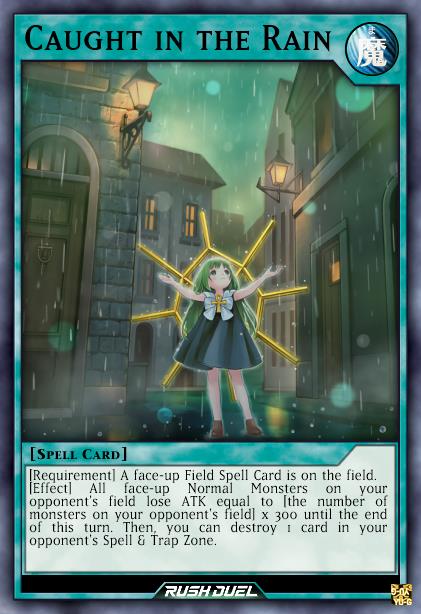 Caught in the Rain
ま
魔
[Spell Card]
[Requirement] A face-up Field Spell Card is on the field.
[Effect] All face-up Normal Monsters on your
opponent's field lose ATK equal to [the number of
monsters on your opponent's field] x 300 until the end
of this turn. Then, you can destroy 1 card in your
opponent's Spell & Trap Zone.
RUSH DUEL